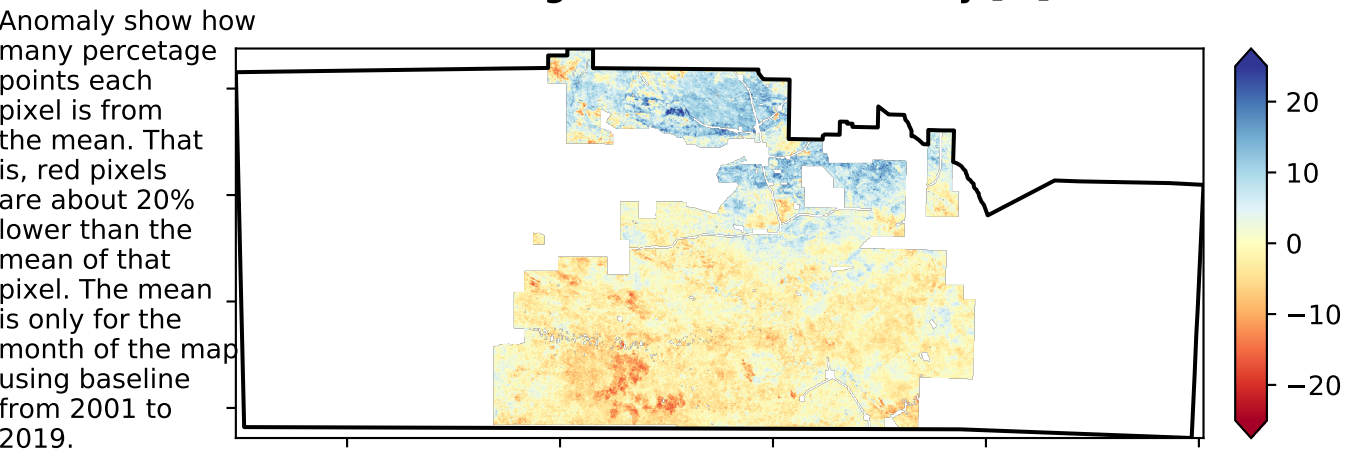 Anomaly show how
many percetage
points each
pixel is from
the mean. That
is, red pixels
are about 20%
lower than the
mean of that
pixel. The mean
is only for the
month of the map
using baseline
from 2001 to
2019.
20
10
0
−10
−20